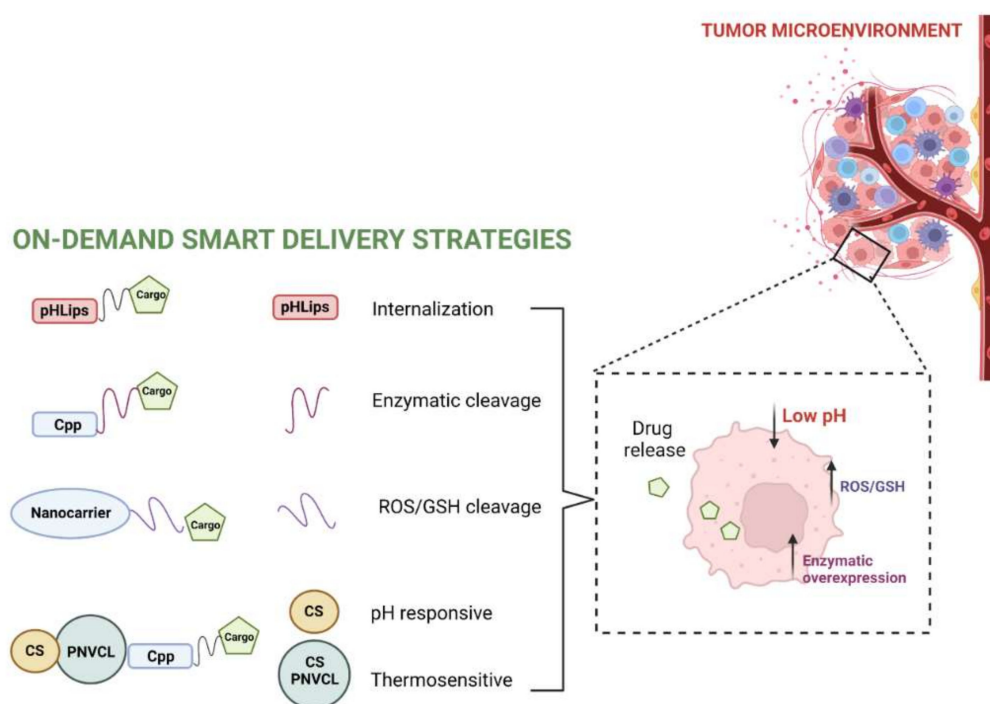 TUMOR MICROENVIRONMENT
ON-DEMAND SMART DELIVERY STRATEGIES
pHLips
Cargo
pHLips
Internalization
Cpp
Cargo
Enzymatic cleavage
Nanocarrier
Cargo
ROS/GSH cleavage
CS
PNVCL
Cpp
Cargo
CS
pH responsive
CS
PNVCL
Thermosensitive
Drug
release
Low pH
ROS/GSH
Enzymatic
overexpression